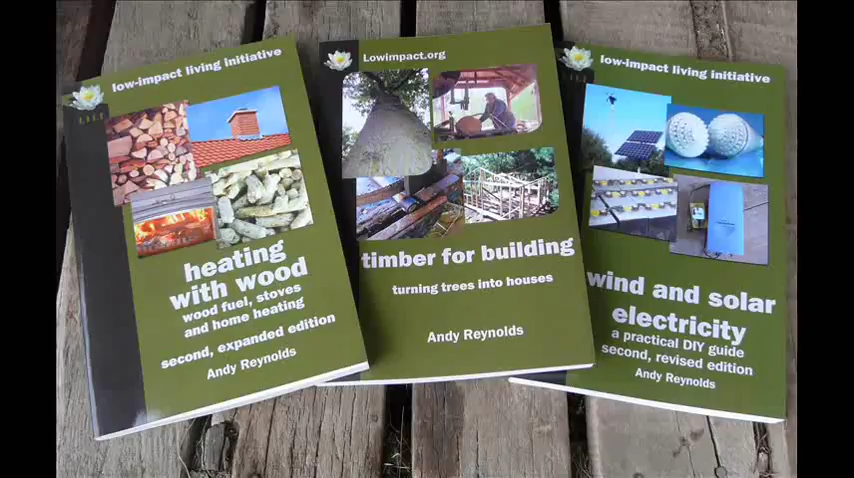 low-impact living initiative
LILI
heating
with wood
wood fuel, stoves
and home heating
second, expanded edition
Andy Reynolds
Lowimpact.org
timber for building
turning trees into houses
Andy Reynolds
low-impact living initiative
wind and solar
electricity
a practical DIY guide
second, revised edition
Andy Reynolds